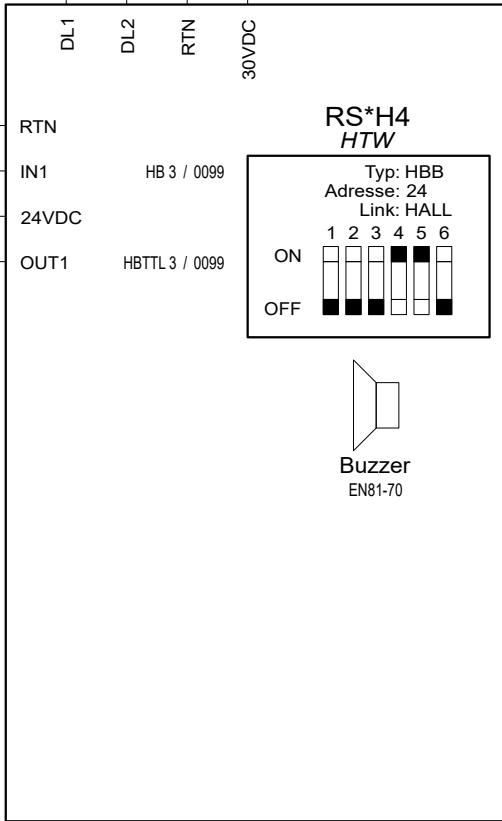 DL1 DL2 RTN 30VDC
RS*H4
HTW
RTN
IN1 HB 3 / 0099
24VDC
OUT1 HBTTL 3 / 0099
Typ: HBB
Adresse: 24
Link: HALL
1 2 3 4 5 6
ON
OFF
Buzzer
EN81-70